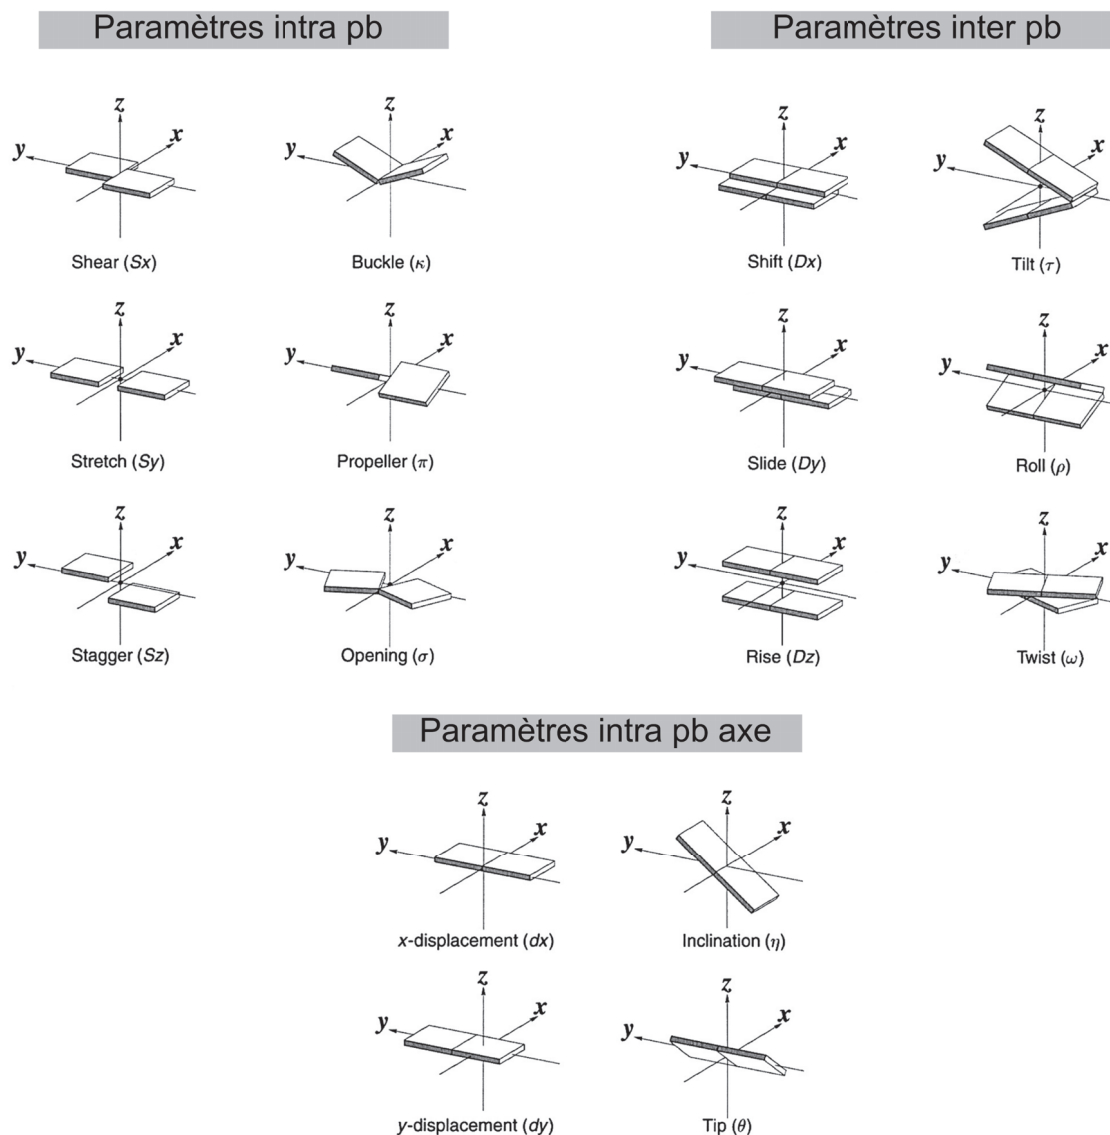 Paramètres intra pb
Paramètres inter pb
z
x
y
Shear (Sx)
z
x
y
Buckle (κ)
z
x
y
Shift (Dx)
z
x
y
Tilt (τ)
z
x
y
Stretch (Sy)
z
x
y
Propeller (π)
z
x
y
Slide (Dy)
z
x
y
Roll (ρ)
z
x
y
Stagger (Sz)
z
x
y
Opening (σ)
z
x
y
Rise (Dz)
z
x
y
Twist (ω)
Paramètres intra pb axe
z
x
y
x-displacement (dx)
z
x
y
Inclination (η)
z
x
y
y-displacement (dy)
z
x
y
Tip (θ)